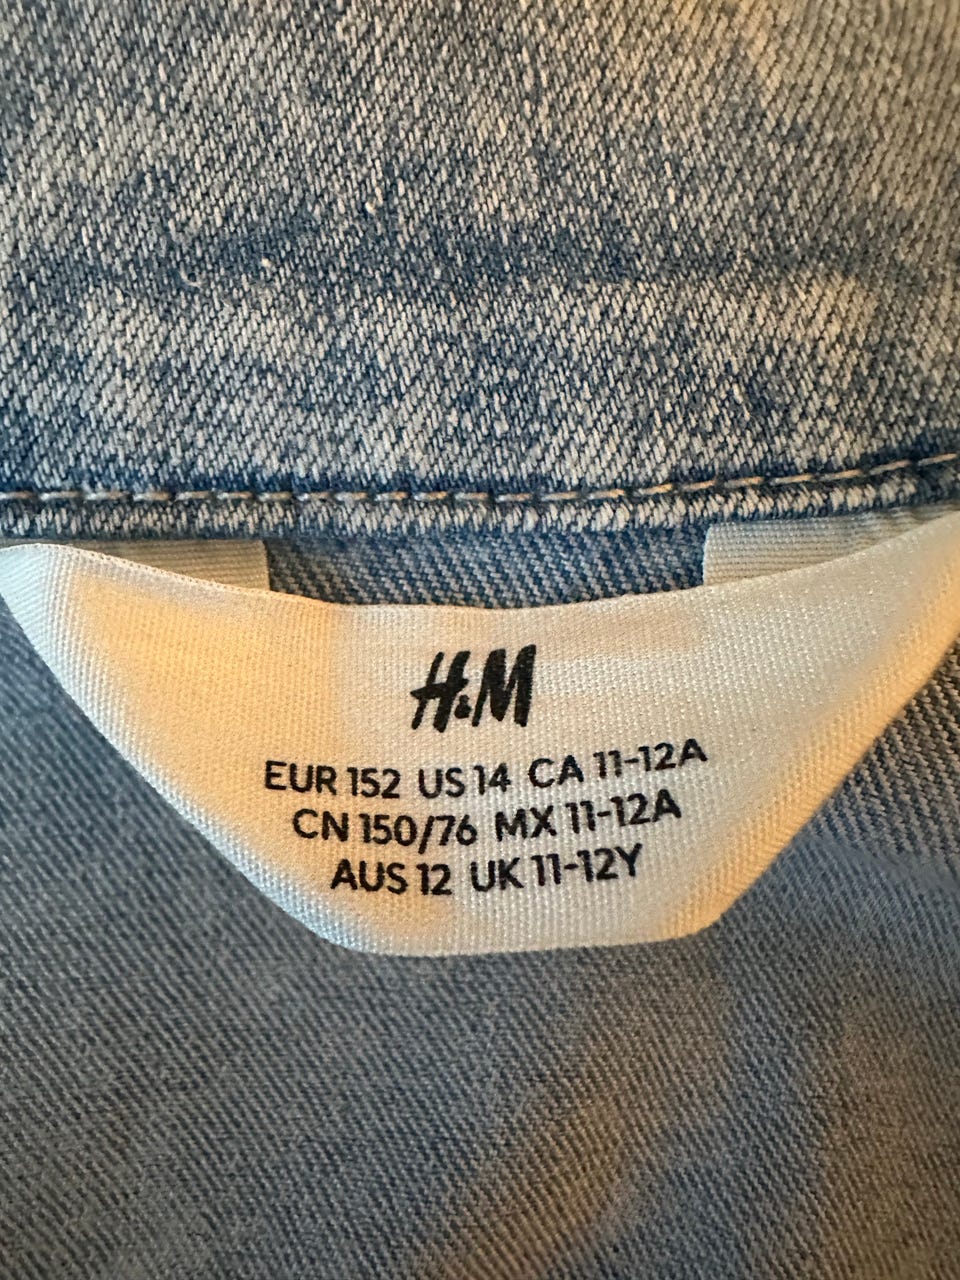 H&M
EUR 152 US 14 CA 11-12A
CN 150/76 MX 11-12A
AUS 12 UK 11-12Y